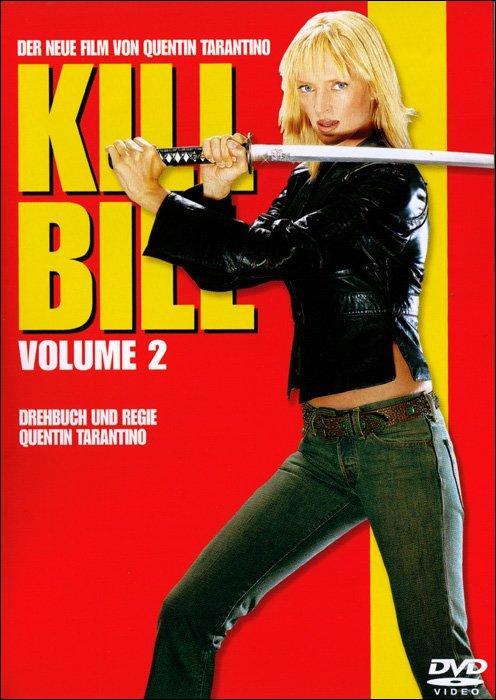 DER NEUE FILM VON QUENTIN TARANTINO
KILL
BILL
VOLUME 2
DREHBUCH UND REGIE
QUENTIN TARANTINO
DVD
VIDEO